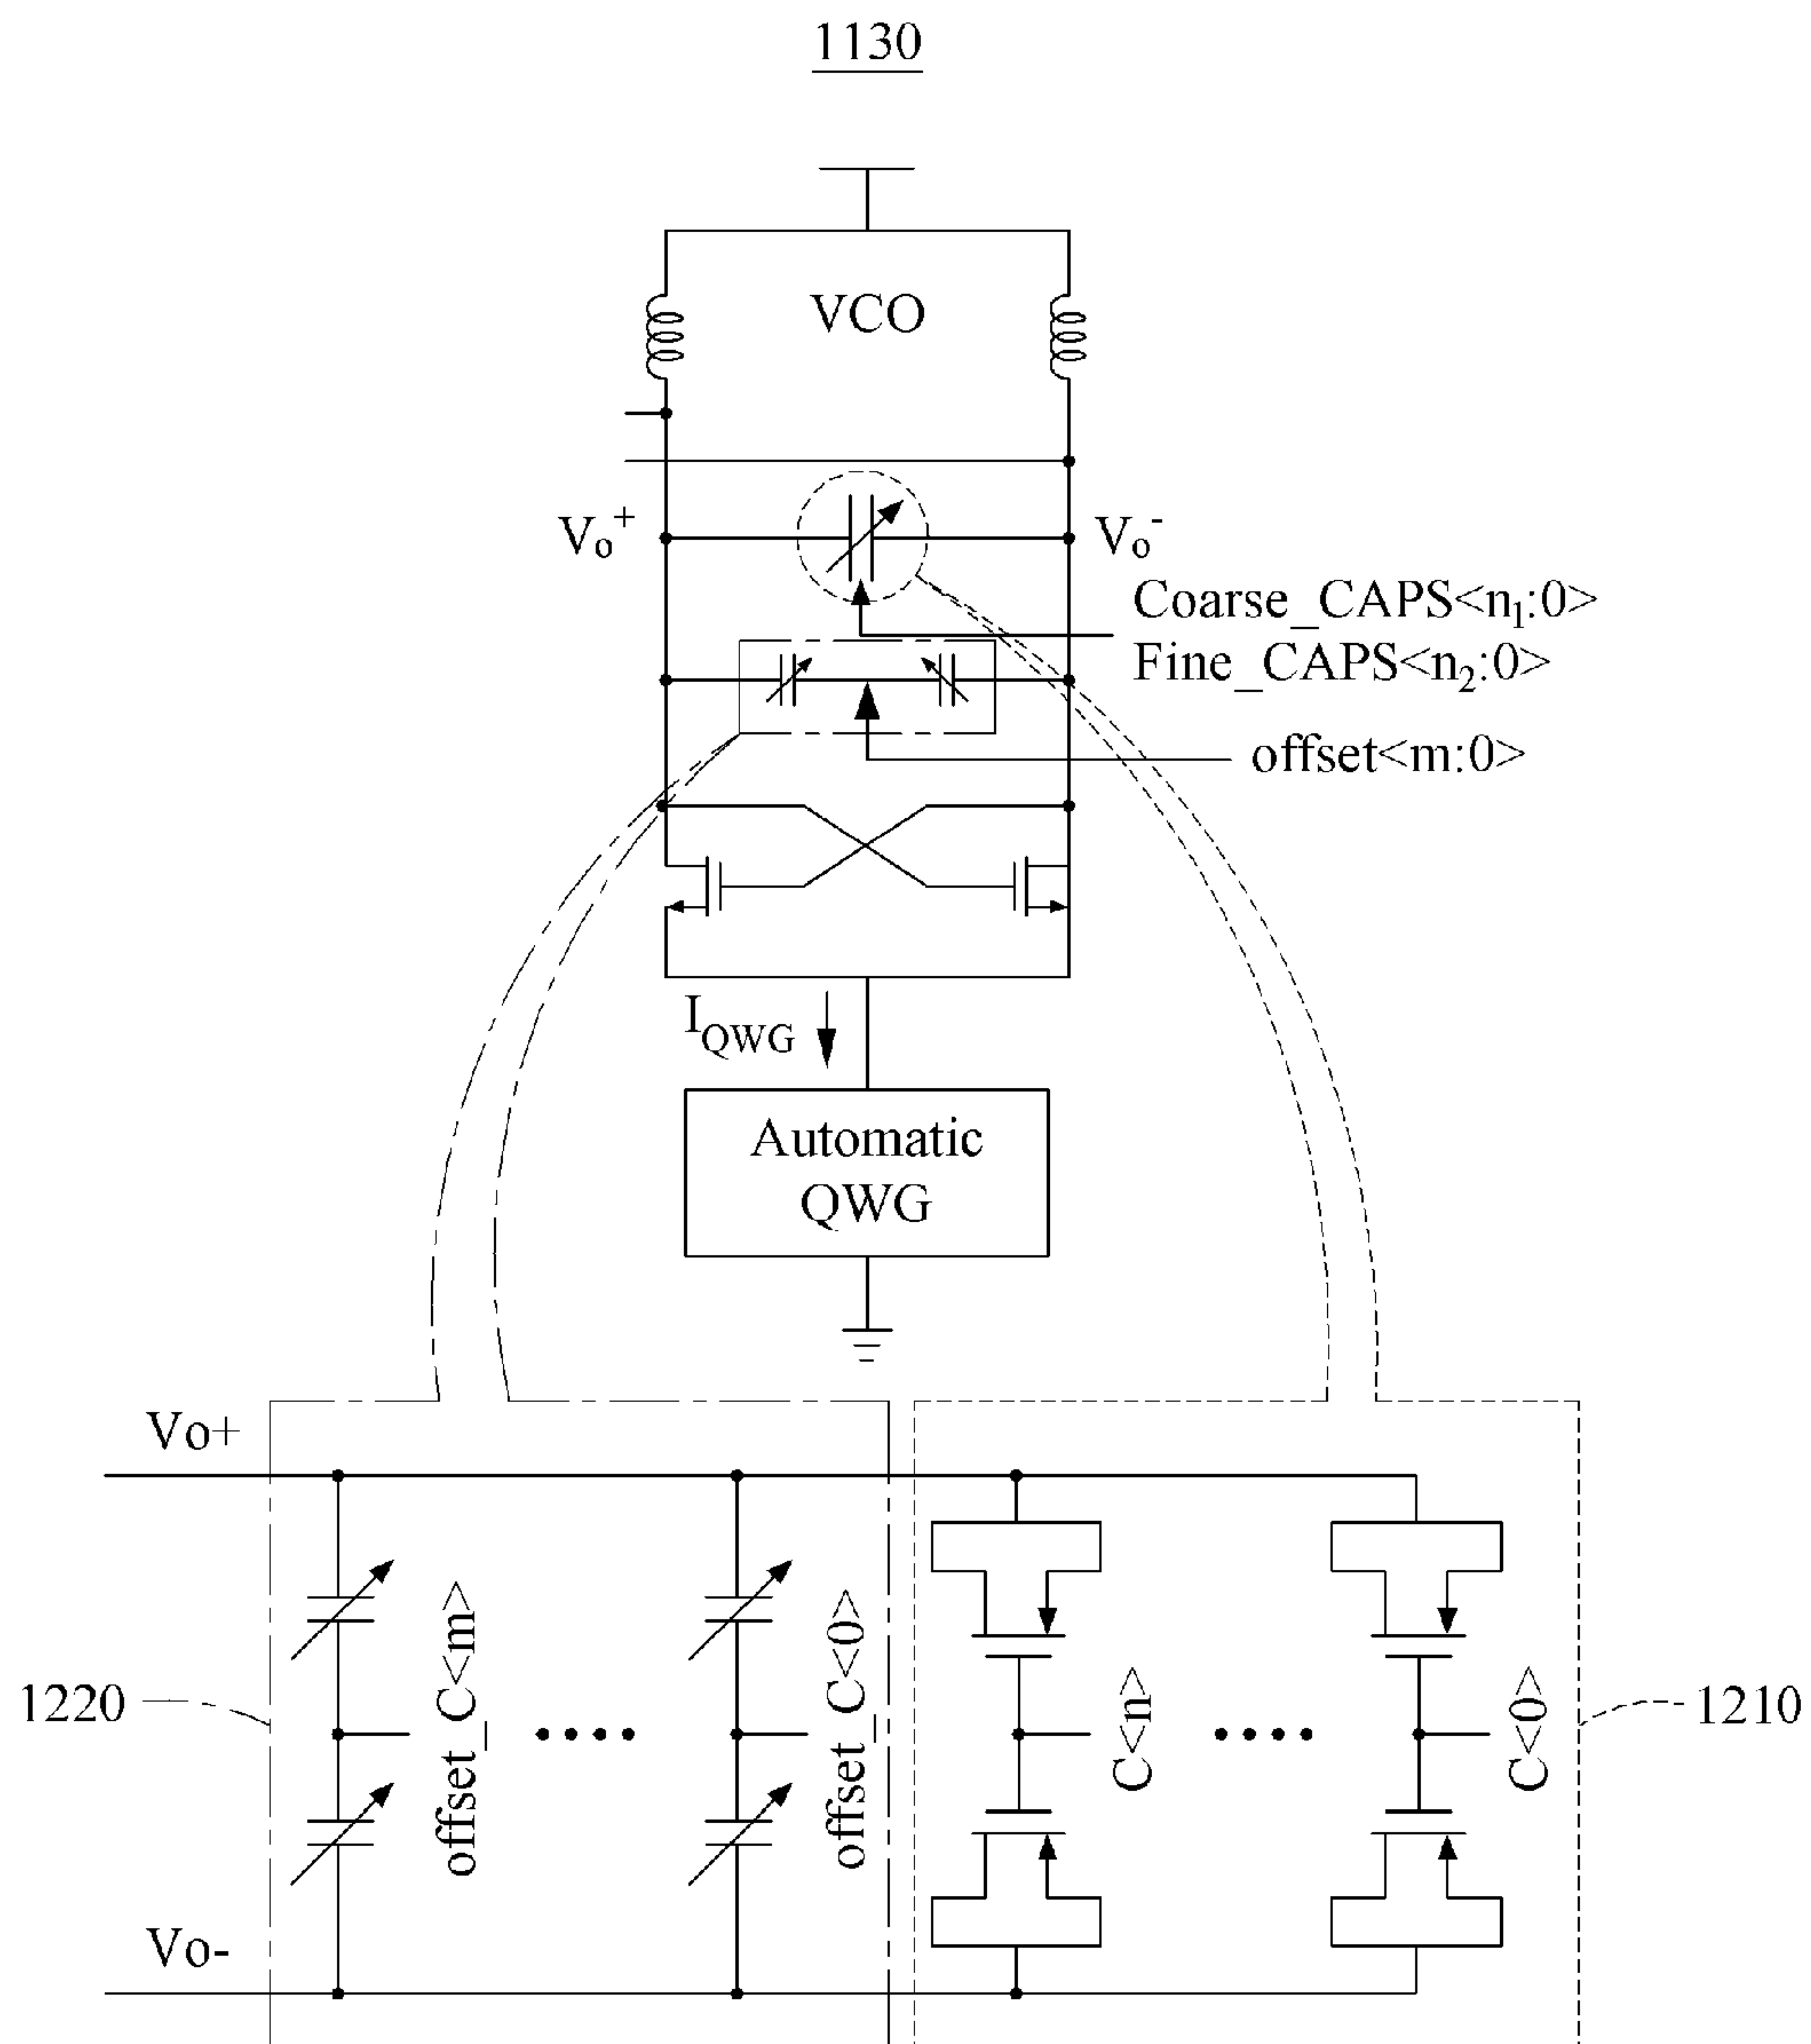 1130
VCO
Vo+
Vo-
Coarse_CAPS<n1:0>
Fine_CAPS<n2:0>
offset<m:0>
IQWG
Automatic
QWG
Vo+
offset_C<m>
offset_C<0>
C<n>
C<0>
1220
1210
Vo-